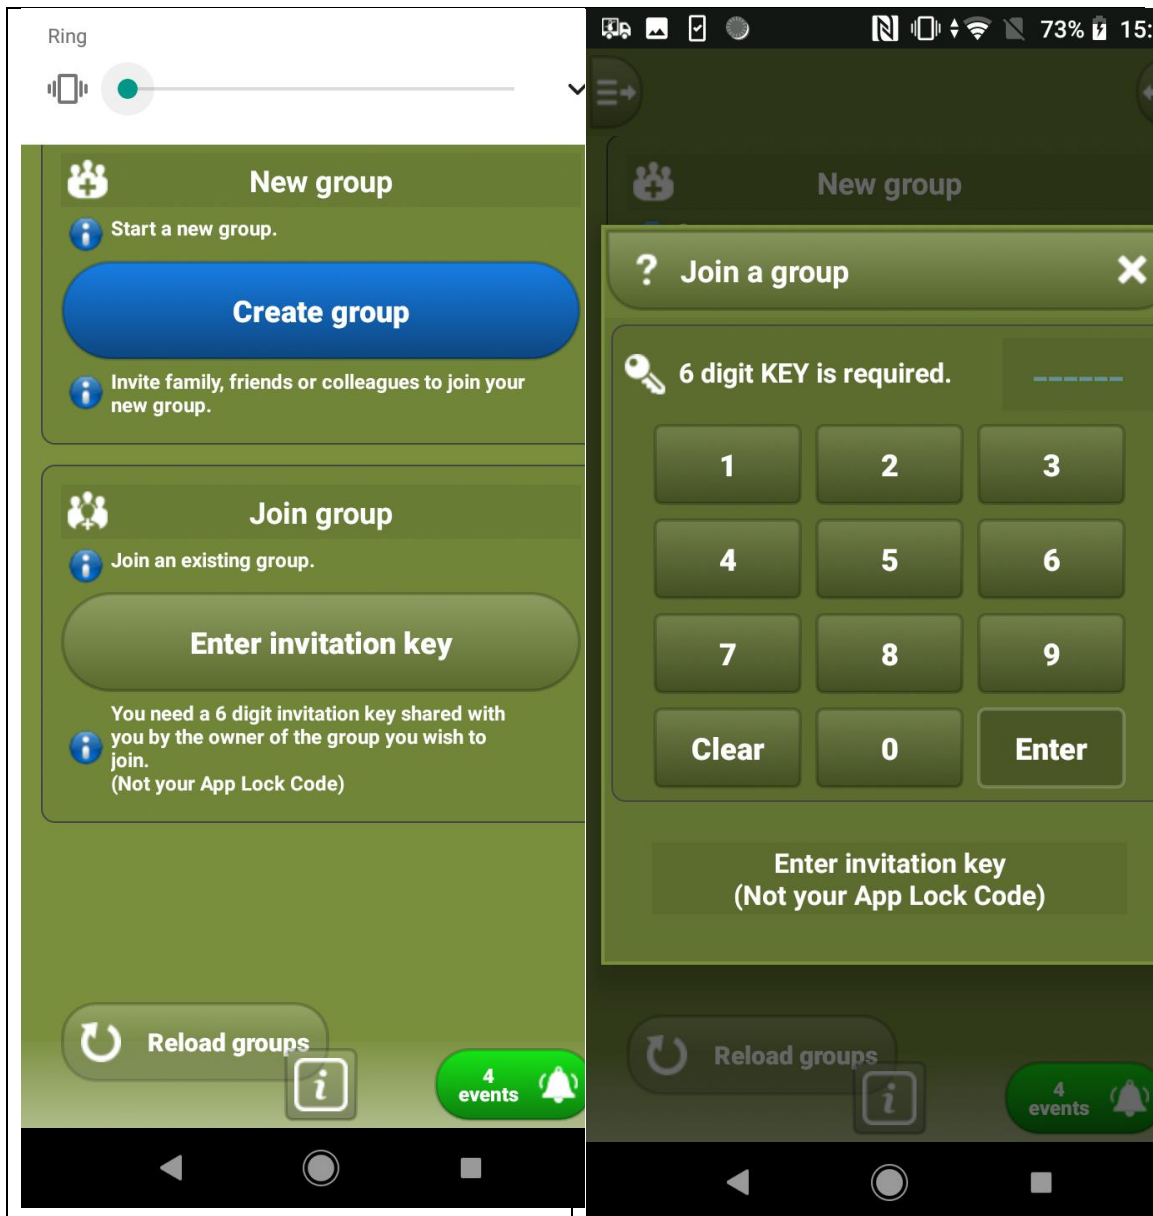 Ring
New group
Start a new group.
Create group
Invite family, friends or colleagues to join your
new group.
Join group
Join an existing group.
Enter invitation key
You need a 6 digit invitation key shared with
you by the owner of the group you wish to
join.
(Not your App Lock Code)
Reload groups
4
events
73% 15:
New group
? Join a group
6 digit KEY is required. ______
1 2 3
4 5 6
7 8 9
Clear 0 Enter
Enter invitation key
(Not your App Lock Code)
Reload groups
4
events